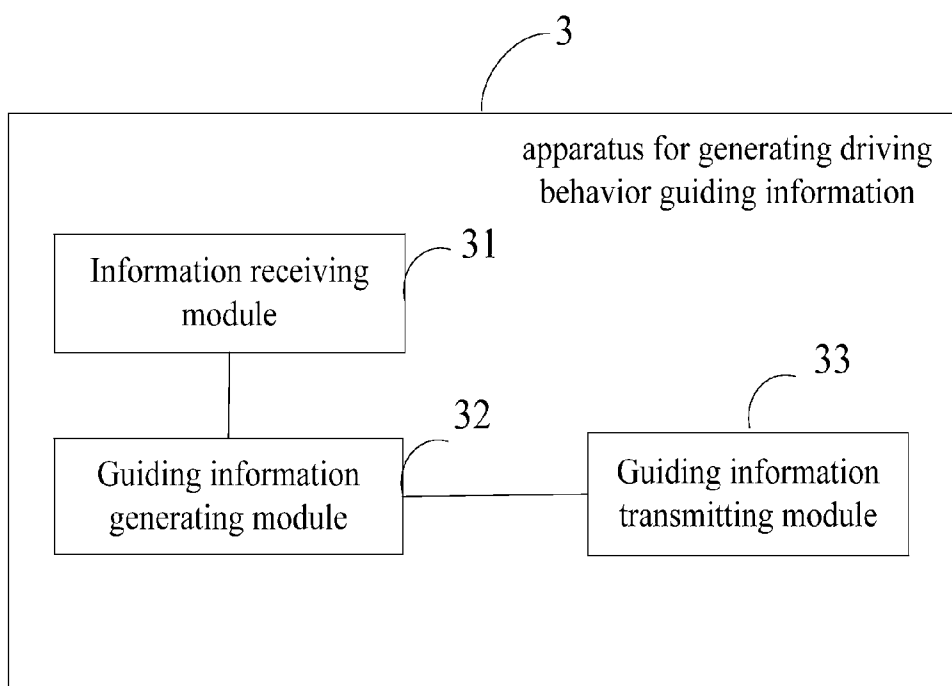 3
apparatus for generating driving
behavior guiding information
31
Information receiving
module
32
Guiding information
generating module
33
Guiding information
transmitting module